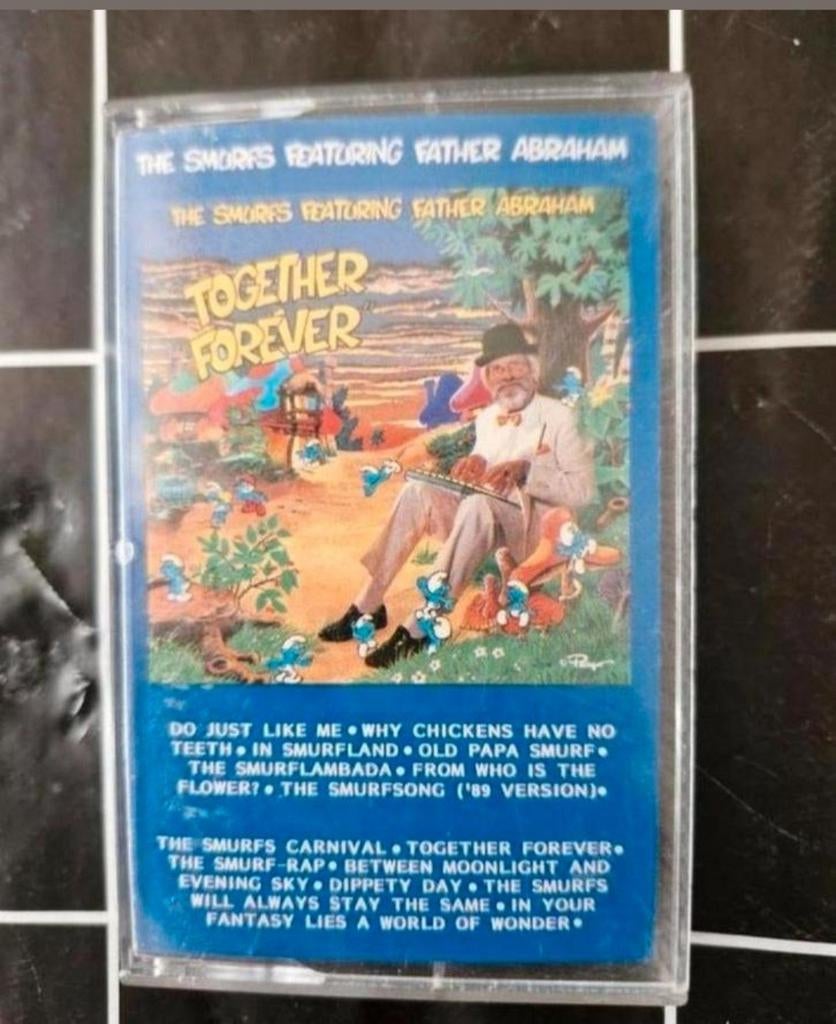 THE SMURFS FEATURING FATHER ABRAHAM
THE SMURFS FEATURING FATHER ABRAHAM
TOGETHER
FOREVER"
DO JUST LIKE ME • WHY CHICKENS HAVE NO
TEETH • IN SMURFLAND • OLD PAPA SMURF •
THE SMURFLAMBADA • FROM WHO IS THE
FLOWER? • THE SMURFSONG ('89 VERSION) •
THE SMURFS CARNIVAL • TOGETHER FOREVER •
THE SMURF-RAP • BETWEEN MOONLIGHT AND
EVENING SKY • DIPPETY DAY • THE SMURFS
WILL ALWAYS STAY THE SAME • IN YOUR
FANTASY LIES A WORLD OF WONDER •